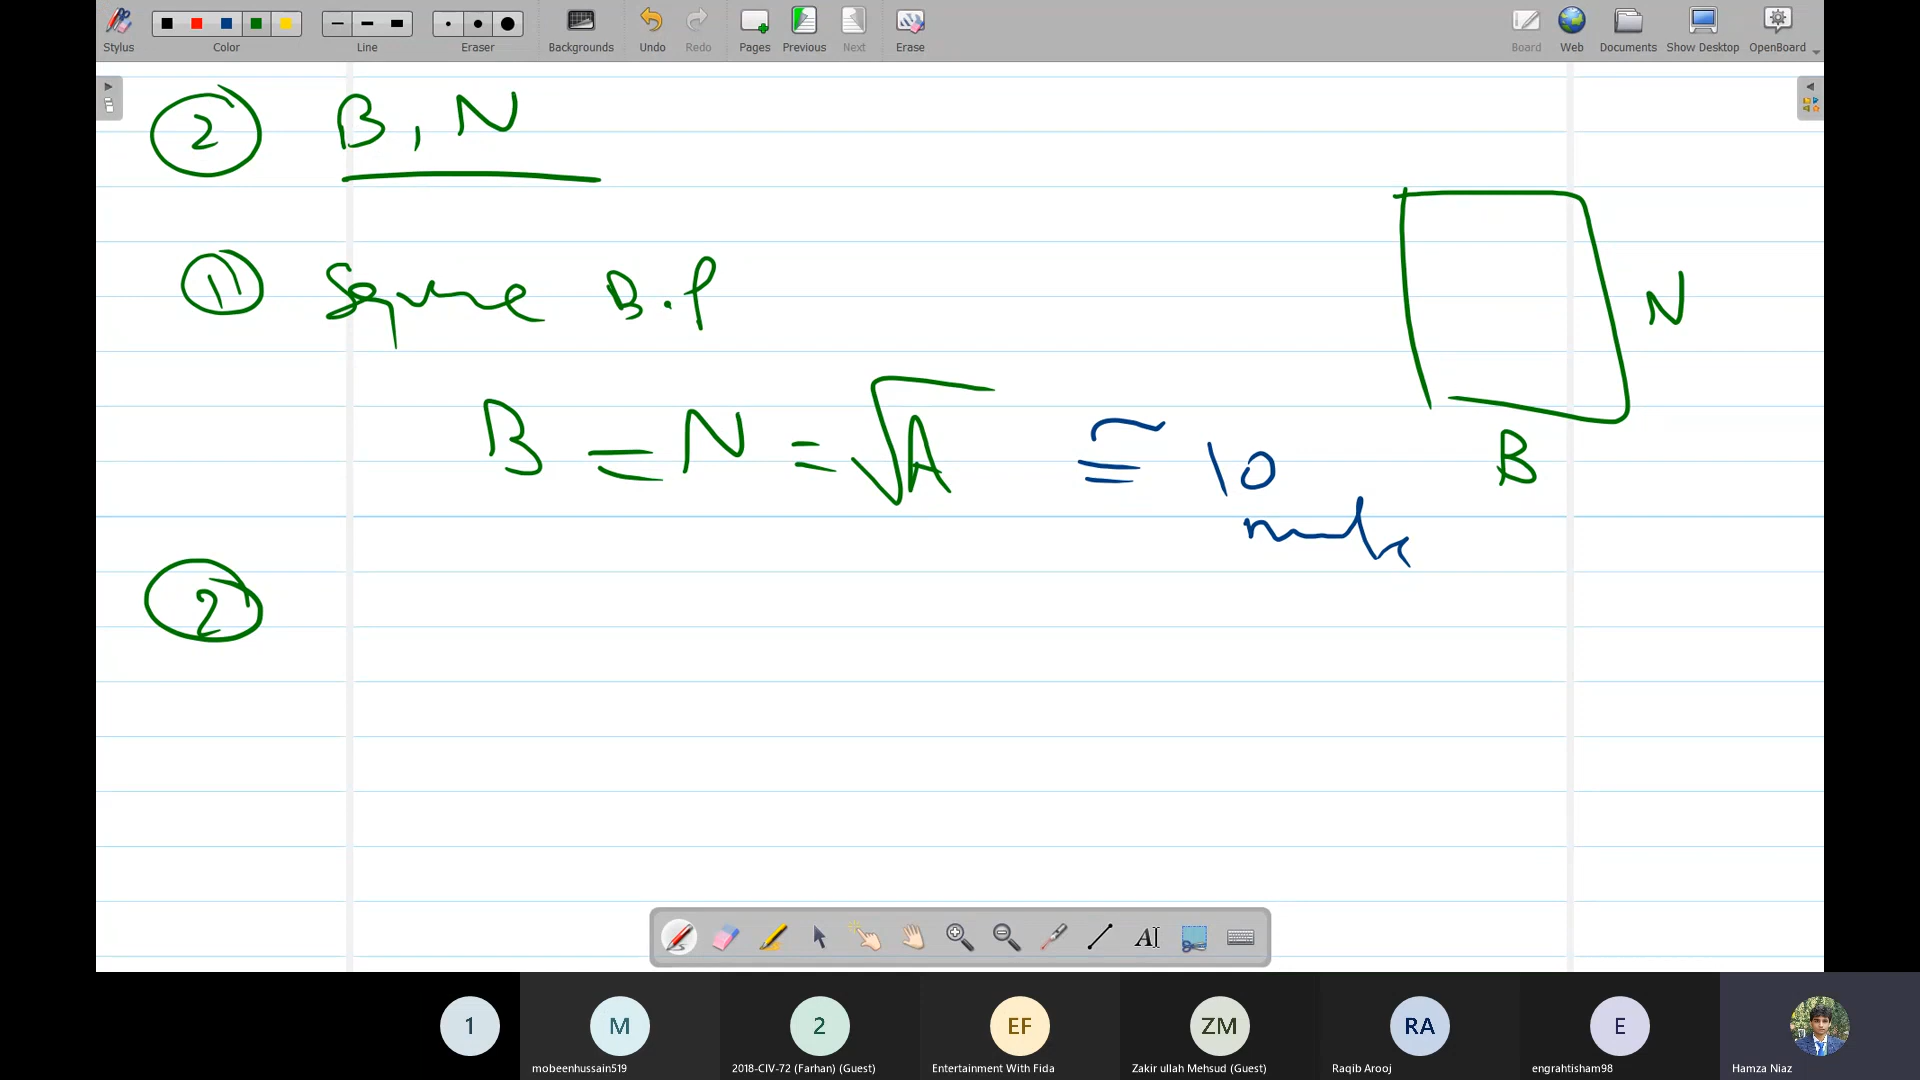 Stylus
Color
Line
Eraser
Backgrounds
Undo
Redo
Pages
Previous
Next
Erase
Board
Web
Documents
Show Desktop
OpenBoard
2 B, N
1 Square B.P
N
B = N = √A ≅ 10
B
2
AI
1
M
2
EF
ZM
RA
E
mobeenhussain519
2018-CIV-72 (Farhan) (Guest)
Entertainment With Fida
Zakir ullah Mehsud (Guest)
Raqib Arooj
engrahtisham98
Hamza Niaz